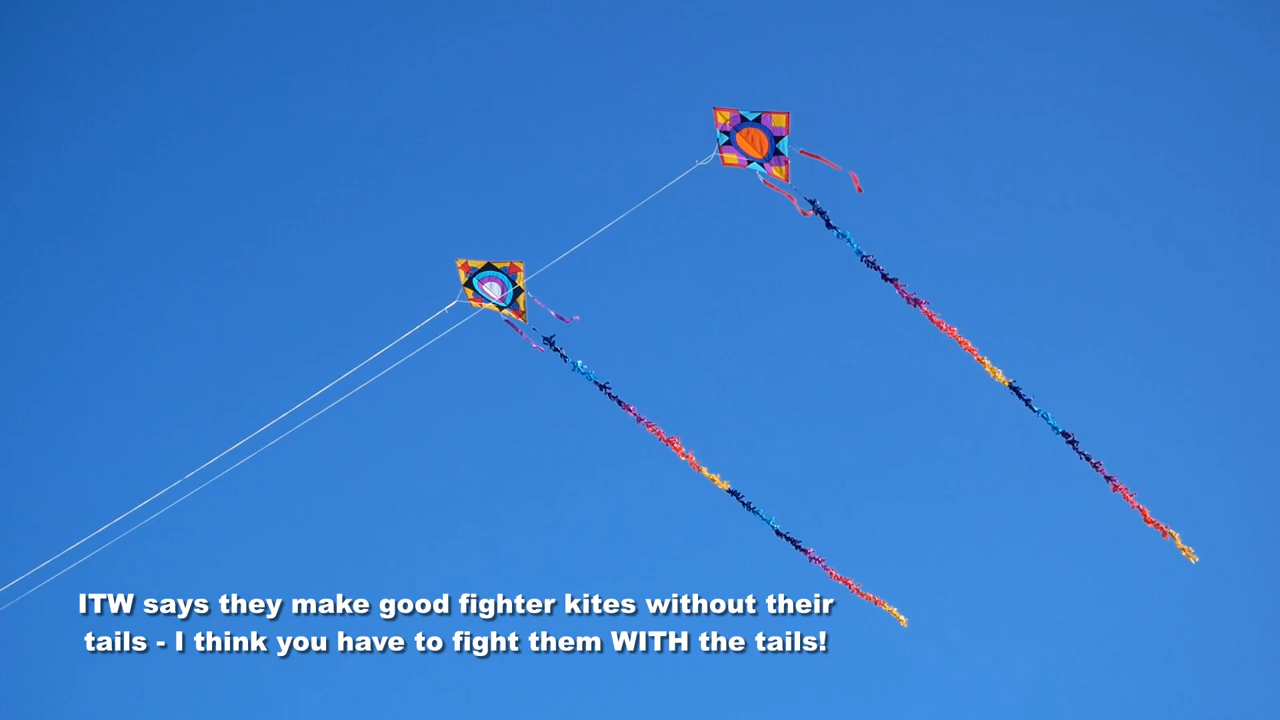 ITW says they make good fighter kites without their
tails - I think you have to fight them WITH the tails!